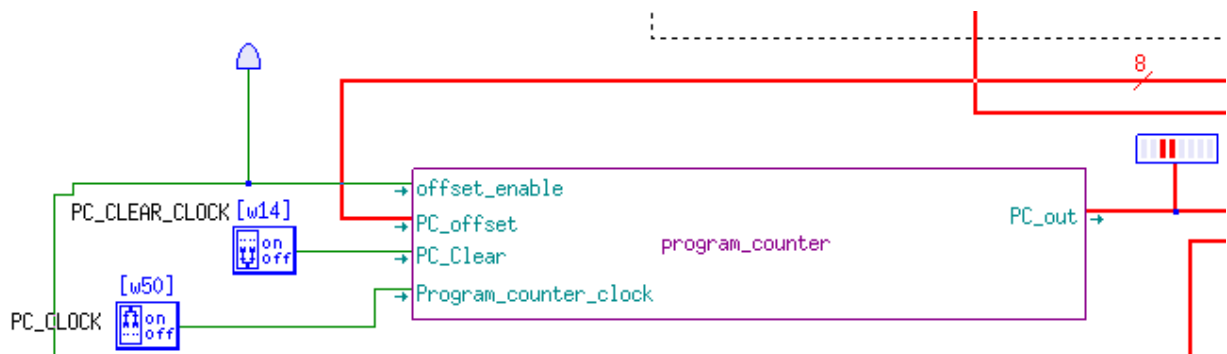 8
offset_enable
PC_CLEAR_CLOCK [w14]
PC_offset
PC_out
on
off
PC_Clear
program_counter
[w50]
Program_counter_clock
PC_CLOCK
on
off